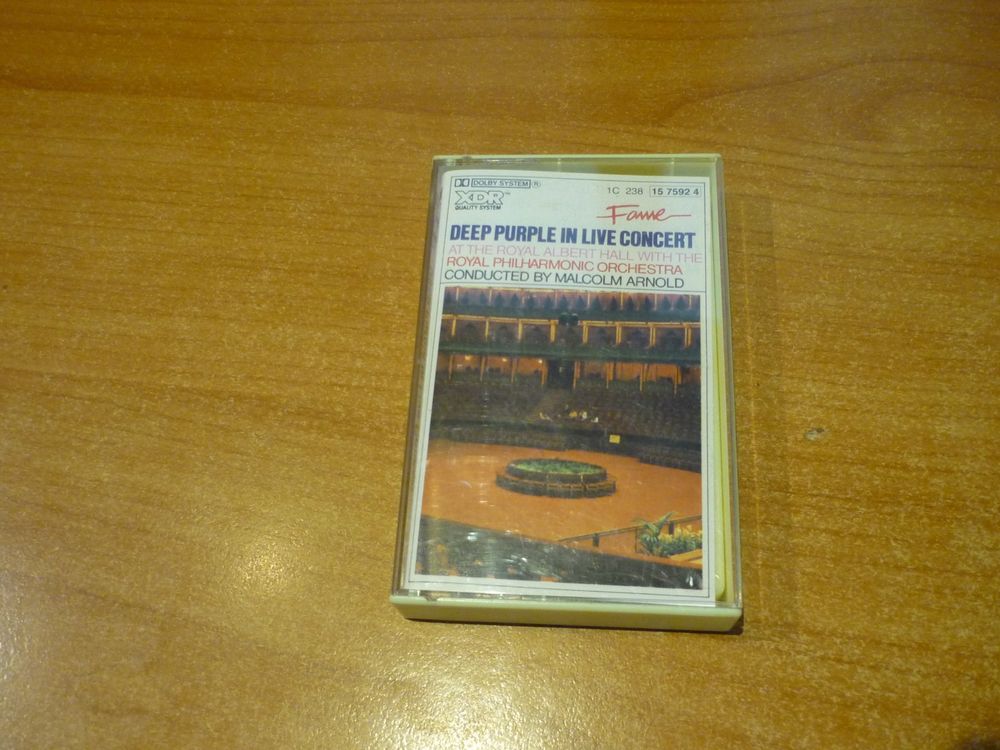 DOLBY SYSTEM ®
1C 238 15 7592 4
XDR™
QUALITY SYSTEM
Fame
DEEP PURPLE IN LIVE CONCERT
AT THE ROYAL ALBERT HALL WITH THE
ROYAL PHILHARMONIC ORCHESTRA
CONDUCTED BY MALCOLM ARNOLD